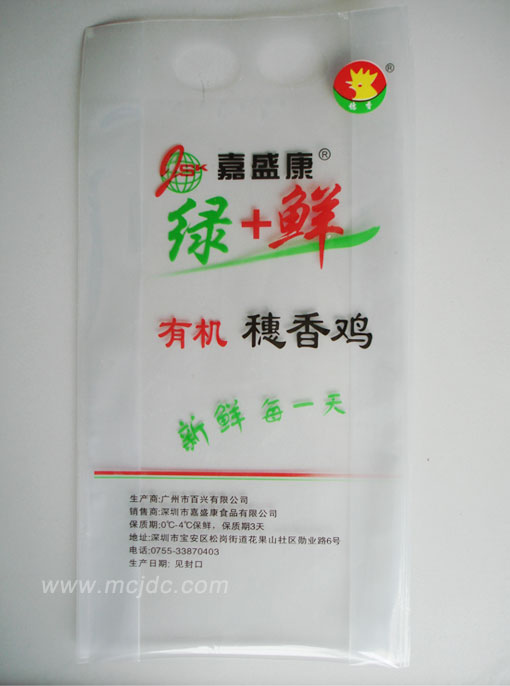 ®
穗香
JSK 嘉盛康®
绿+鲜
有机 穗香鸡
新鲜每一天
生产商:广州市百兴有限公司
销售商:深圳市嘉盛康食品有限公司
保质期:0℃-4℃保鲜，保质期3天
地址:深圳市宝安区松岗街道花果山社区勋业路6号
电话:0755-33870403
生产日期: 见封口
www.mcjdc.com